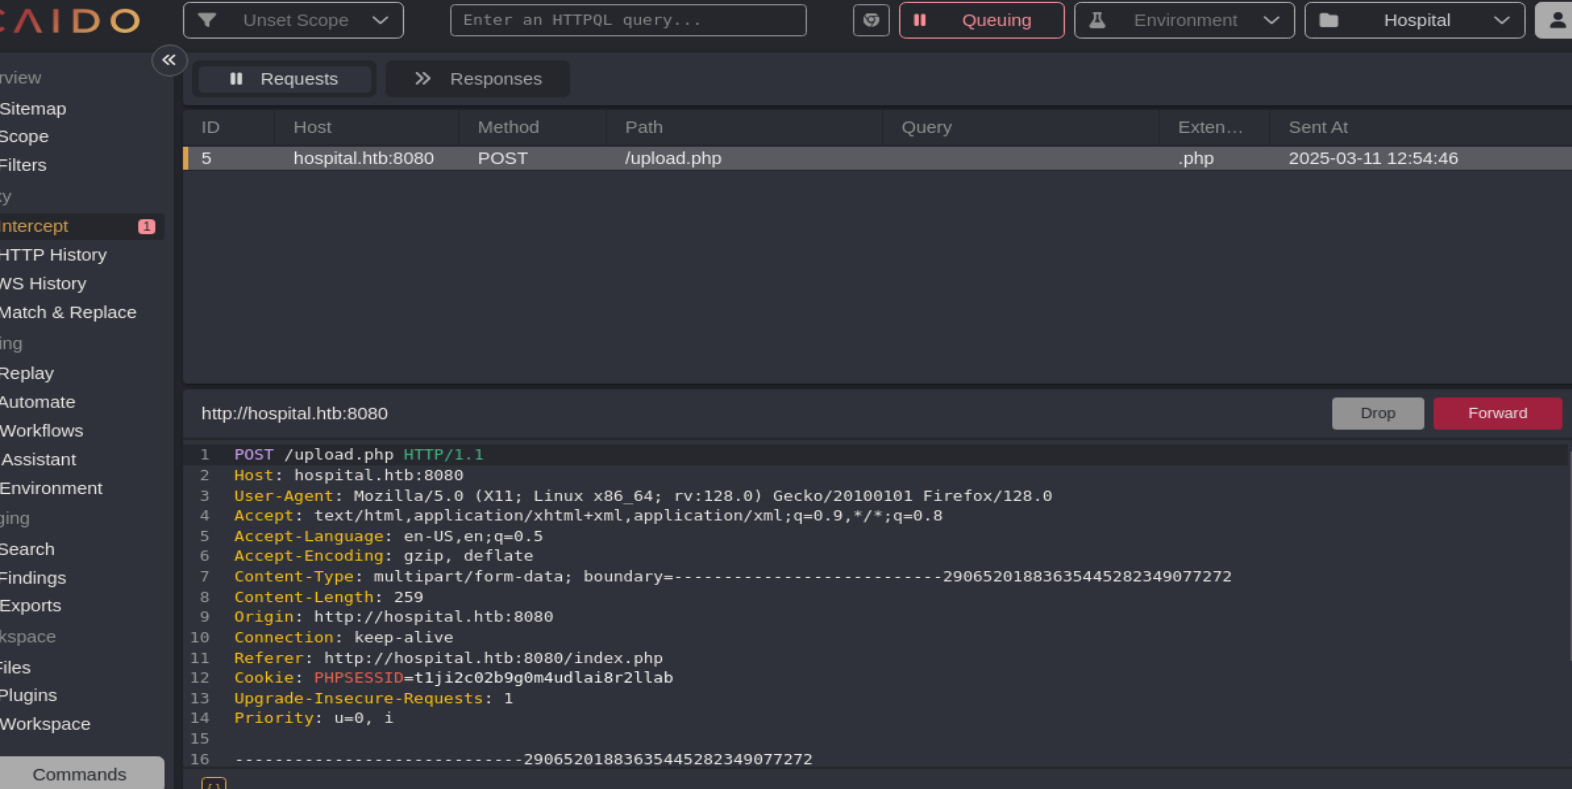 CAIDO
Unset Scope
Enter an HTTPQL query...
Queuing
Environment
Hospital
rview
Sitemap
Scope
Filters
ky
Intercept 1
HTTP History
WS History
Match & Replace
ing
Replay
Automate
Workflows
Assistant
Environment
ging
Search
Findings
Exports
kspace
Files
Plugins
Workspace
Commands
Requests Responses
ID Host Method Path Query Exten… Sent At
5 hospital.htb:8080 POST /upload.php .php 2025-03-11 12:54:46
http://hospital.htb:8080
Drop Forward
1 POST /upload.php HTTP/1.1
2 Host: hospital.htb:8080
3 User-Agent: Mozilla/5.0 (X11; Linux x86_64; rv:128.0) Gecko/20100101 Firefox/128.0
4 Accept: text/html,application/xhtml+xml,application/xml;q=0.9,*/*;q=0.8
5 Accept-Language: en-US,en;q=0.5
6 Accept-Encoding: gzip, deflate
7 Content-Type: multipart/form-data; boundary=---------------------------29065201883635445282349077272
8 Content-Length: 259
9 Origin: http://hospital.htb:8080
10 Connection: keep-alive
11 Referer: http://hospital.htb:8080/index.php
12 Cookie: PHPSESSID=t1ji2c02b9g0m4udlai8r2llab
13 Upgrade-Insecure-Requests: 1
14 Priority: u=0, i
15
16 -----------------------------29065201883635445282349077272